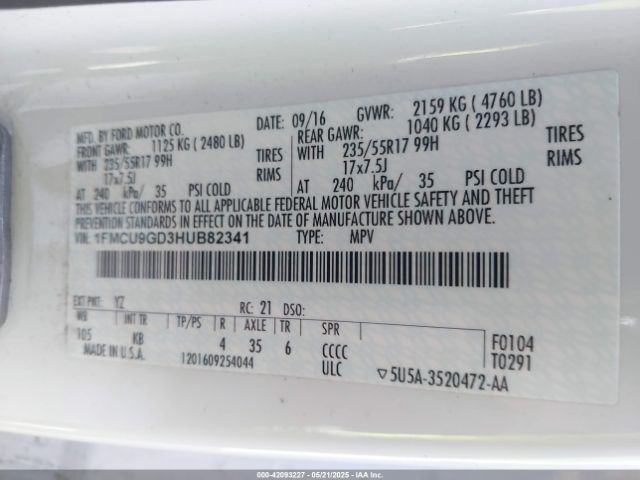 MFD. BY FORD MOTOR CO.
DATE: 09/16 GVWR: 2159 KG ( 4760 LB)
FRONT GAWR: 1125 KG ( 2480 LB) REAR GAWR: 1040 KG ( 2293 LB)
WITH 235/55R17 99H TIRES WITH 235/55R17 99H TIRES
17x7.5J RIMS 17x7.5J RIMS
AT 240 kPa/ 35 PSI COLD AT 240 kPa/ 35 PSI COLD
THIS VEHICLE CONFORMS TO ALL APPLICABLE FEDERAL MOTOR VEHICLE SAFETY AND THEFT
PREVENTION STANDARDS IN EFFECT ON THE DATE OF MANUFACTURE SHOWN ABOVE.
VIN: 1FMCU9GD3HUB82341 TYPE: MPV
EXT PNT: YZ RC: 21 DSO:
WB INT TR TP/PS R AXLE TR SPR
105 KB 4 35 6 CCCC F0104
MADE IN U.S.A. 1201609254044 ULC T0291
▽5U5A-3520472-AA
000-42093227 - 05/21/2025 - IAA Inc.